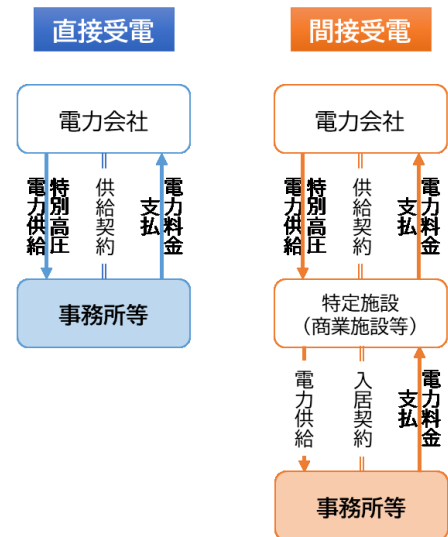 直接受電
電力会社
特別高圧
電力供給
供給契約
電力料金
支払
事務所等
間接受電
電力会社
特別高圧
電力供給
供給契約
電力料金
支払
特定施設
（商業施設等）
電力供給
入居契約
電力料金
支払
事務所等